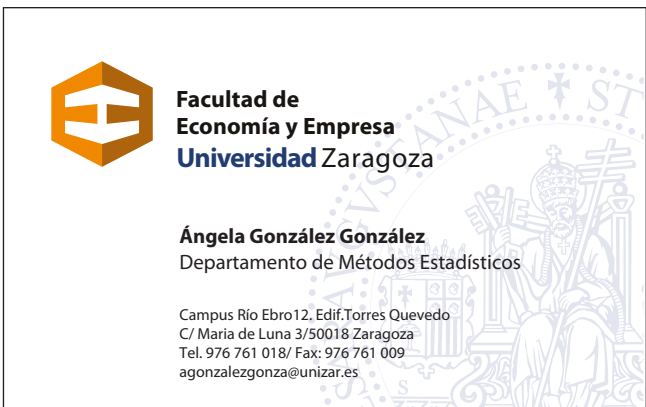 Facultad de
Economía y Empresa
Universidad Zaragoza
Ángela González González
Departamento de Métodos Estadísticos
Campus Río Ebro12. Edif.Torres Quevedo
C/ Maria de Luna 3/50018 Zaragoza
Tel. 976 761 018/ Fax: 976 761 009
agonzalezgonza@unizar.es